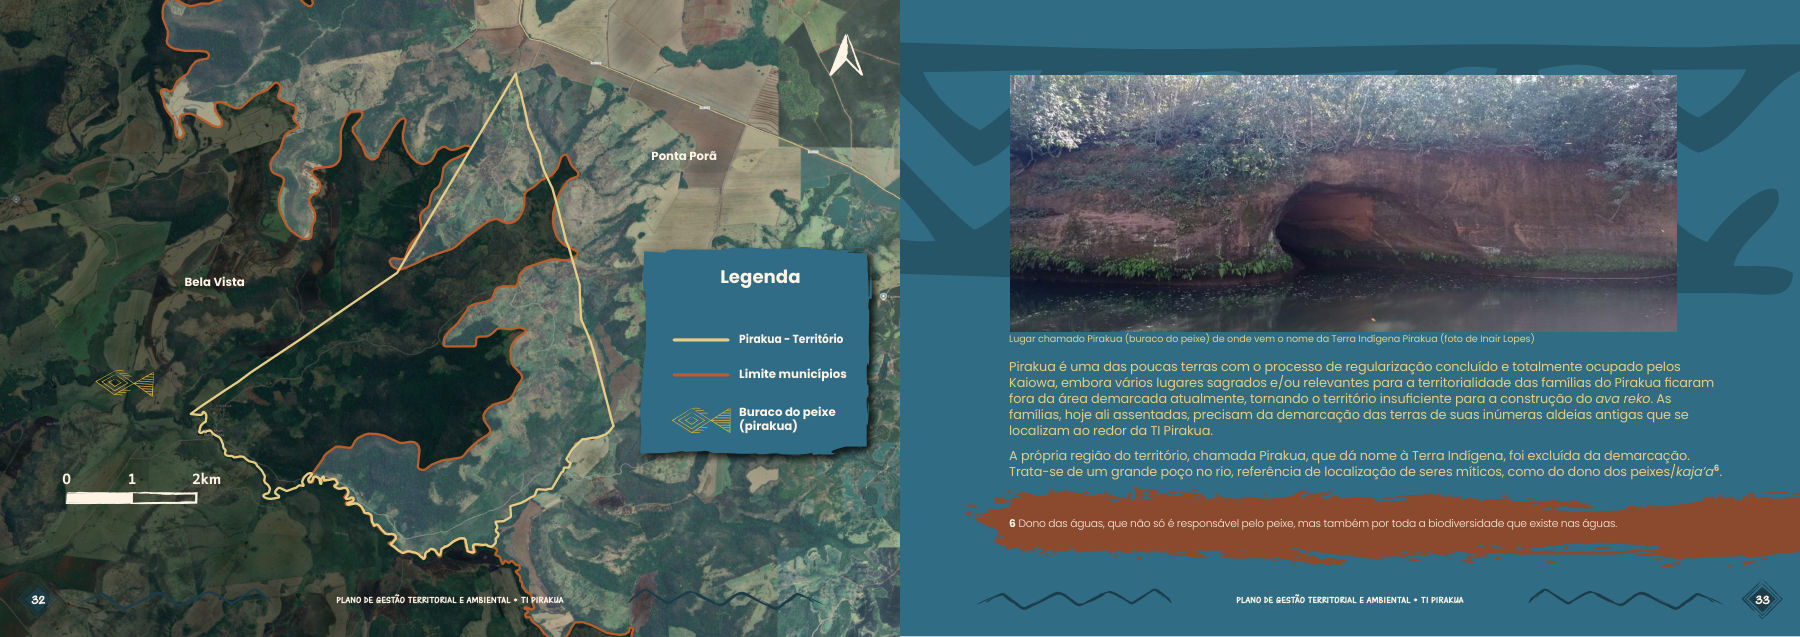 Ponta Porã
Bela Vista
Legenda
Pirakua - Território
Limite municípios
Buraco do peixe
(pirakua)
0 1 2km
32
PLANO DE GESTÃO TERRITORIAL E AMBIENTAL • TI PIRAKUA
Lugar chamado Pirakua (buraco do peixe) de onde vem o nome da Terra Indígena Pirakua (foto de Inair Lopes)
Pirakua é uma das poucas terras com o processo de regularização concluído e totalmente ocupado pelos
Kaiowa, embora vários lugares sagrados e/ou relevantes para a territorialidade das famílias do Pirakua ficaram
fora da área demarcada atualmente, tornando o território insuficiente para a construção do ava reko. As
famílias, hoje ali assentadas, precisam da demarcação das terras de suas inúmeras aldeias antigas que se
localizam ao redor da TI Pirakua.
A própria região do território, chamada Pirakua, que dá nome à Terra Indígena, foi excluída da demarcação.
Trata-se de um grande poço no rio, referência de localização de seres míticos, como do dono dos peixes/kaja'a⁶.
6 Dono das águas, que não só é responsável pelo peixe, mas também por toda a biodiversidade que existe nas águas.
PLANO DE GESTÃO TERRITORIAL E AMBIENTAL • TI PIRAKUA
33